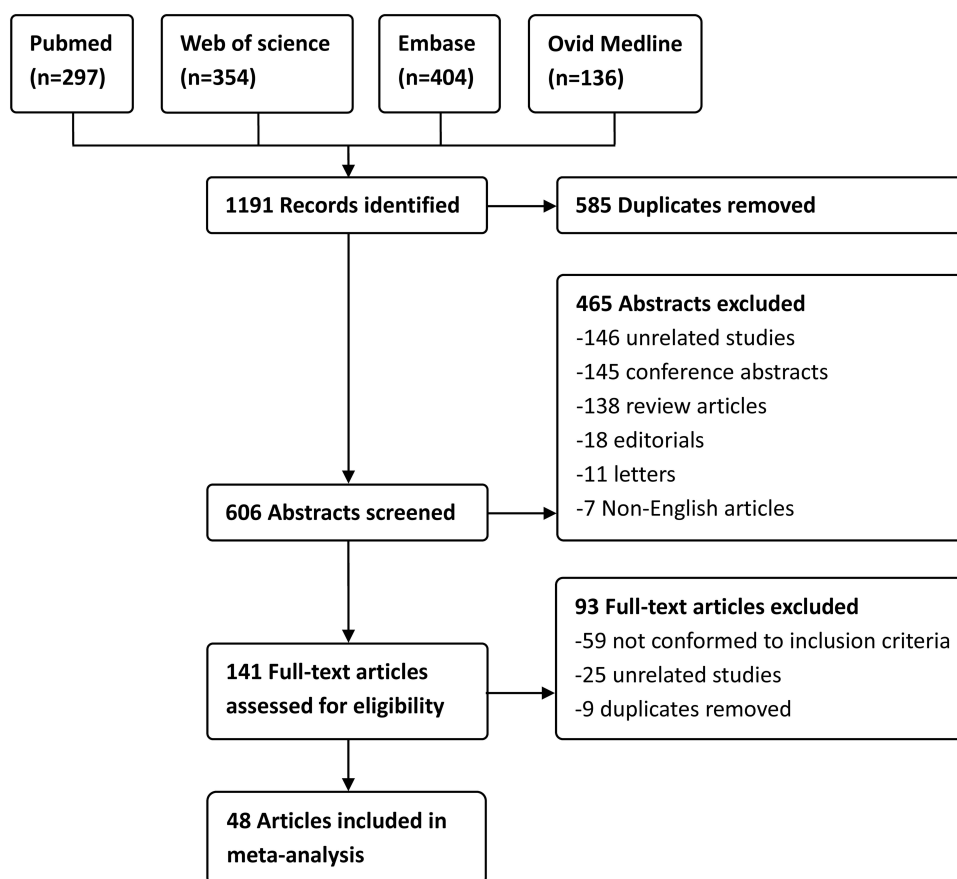 Pubmed
(n=297)
Web of science
(n=354)
Embase
(n=404)
Ovid Medline
(n=136)
1191 Records identified
585 Duplicates removed
465 Abstracts excluded
-146 unrelated studies
-145 conference abstracts
-138 review articles
-18 editorials
-11 letters
-7 Non-English articles
606 Abstracts screened
93 Full-text articles excluded
-59 not conformed to inclusion criteria
-25 unrelated studies
-9 duplicates removed
141 Full-text articles
assessed for eligibility
48 Articles included in
meta-analysis